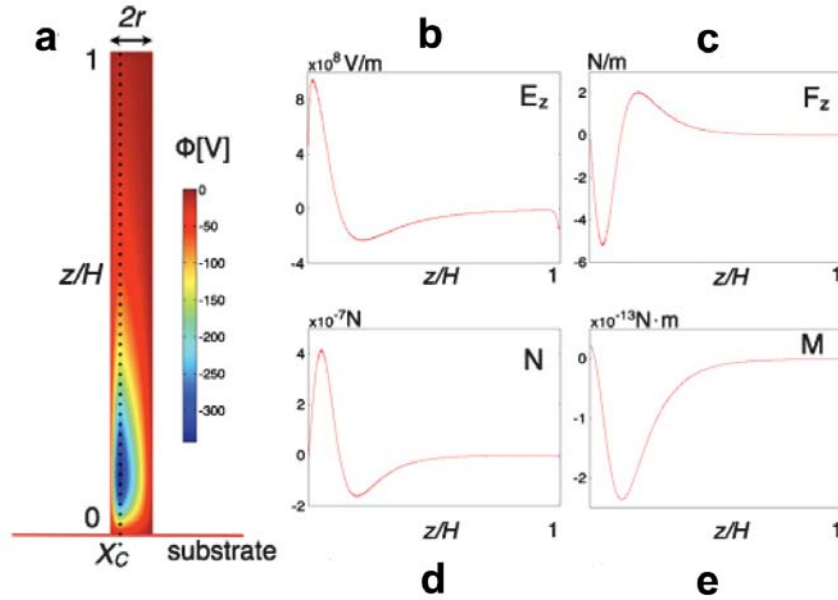 a
2r
1
Φ[V]
0
-50
-100
-150
-200
-250
-300
z/H
0
X_C
substrate
b
x10^8 V/m
E_z
8
4
0
-4
z/H
1
c
N/m
F_z
2
0
-2
-4
-6
z/H
1
x10^-7 N
N
4
2
0
-2
z/H
1
d
x10^-13 N·m
M
0
-1
-2
z/H
1
e